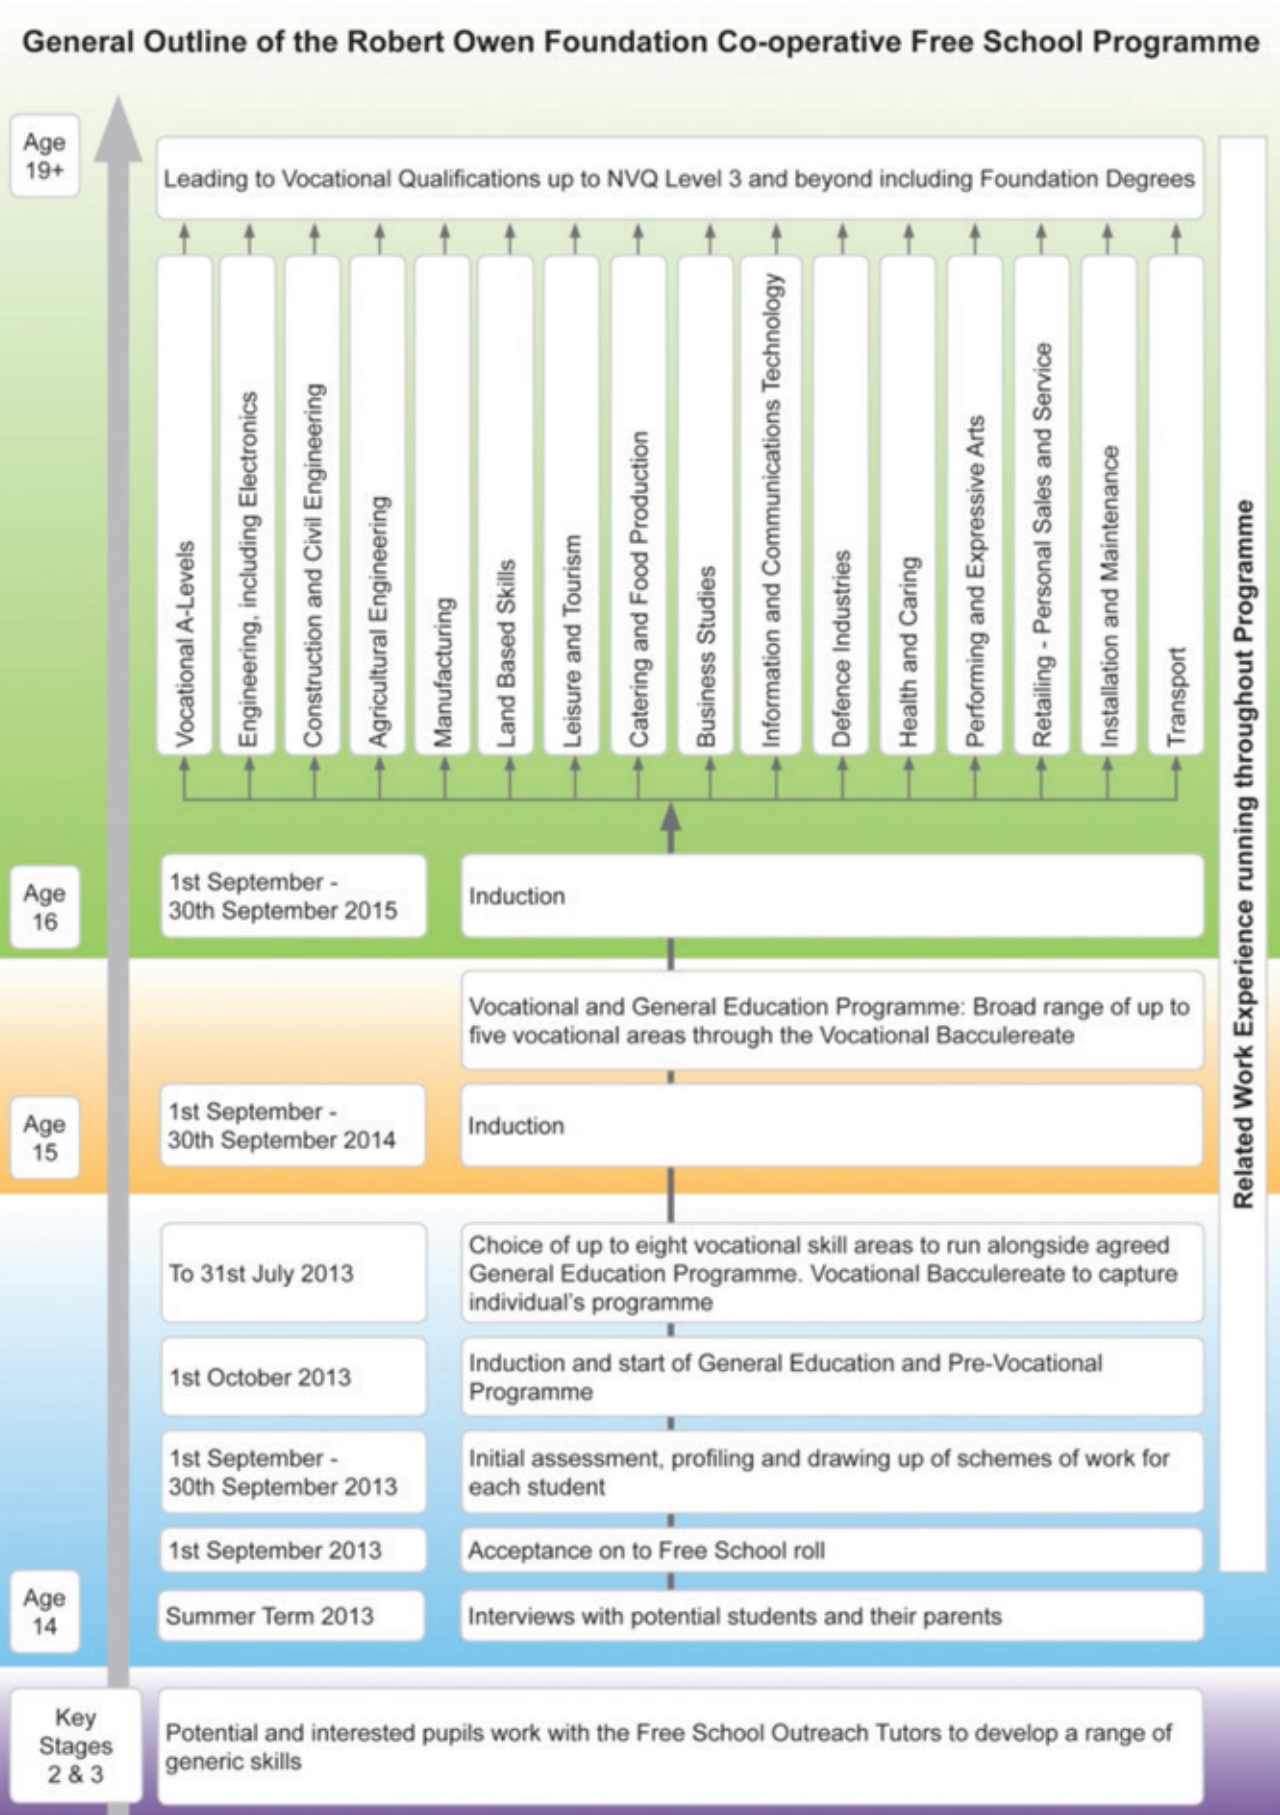 General Outline of the Robert Owen Foundation Co-operative Free School Programme
Age
19+
Leading to Vocational Qualifications up to NVQ Level 3 and beyond including Foundation Degrees
Vocational A-Levels
Engineering, including Electronics
Construction and Civil Engineering
Agricultural Engineering
Manufacturing
Land Based Skills
Leisure and Tourism
Catering and Food Production
Business Studies
Information and Communications Technology
Defence Industries
Health and Caring
Performing and Expressive Arts
Retailing - Personal Sales and Service
Installation and Maintenance
Transport
Related Work Experience running throughout Programme
Age
16
1st September -
30th September 2015
Induction
Vocational and General Education Programme: Broad range of up to
five vocational areas through the Vocational Bacculereate
Age
15
1st September -
30th September 2014
Induction
To 31st July 2013
Choice of up to eight vocational skill areas to run alongside agreed
General Education Programme. Vocational Bacculereate to capture
individual's programme
1st October 2013
Induction and start of General Education and Pre-Vocational
Programme
1st September -
30th September 2013
Initial assessment, profiling and drawing up of schemes of work for
each student
1st September 2013
Acceptance on to Free School roll
Age
14
Summer Term 2013
Interviews with potential students and their parents
Key
Stages
2 & 3
Potential and interested pupils work with the Free School Outreach Tutors to develop a range of
generic skills